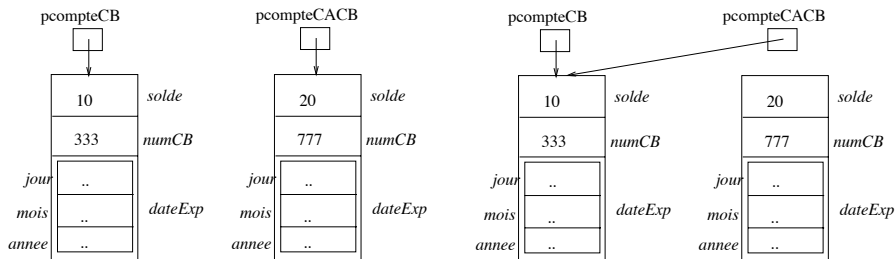 pcompteCB pcompteCACB pcompteCB pcompteCACB
10 solde 20 solde 10 solde 20 solde
333 numCB 777 numCB 333 numCB 777 numCB
jour .. jour .. jour .. jour ..
mois .. dateExp mois .. dateExp mois .. dateExp mois .. dateExp
annee .. annee .. annee .. annee ..